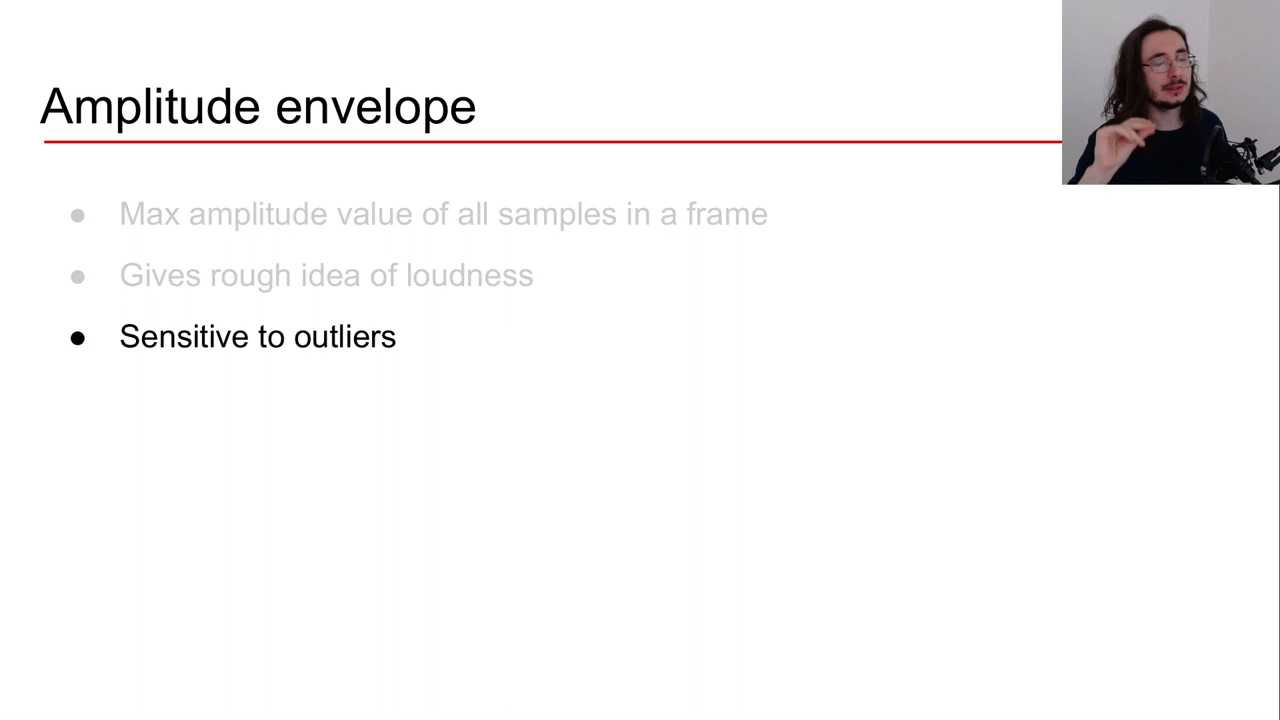 Amplitude envelope
● Max amplitude value of all samples in a frame
● Gives rough idea of loudness
● Sensitive to outliers